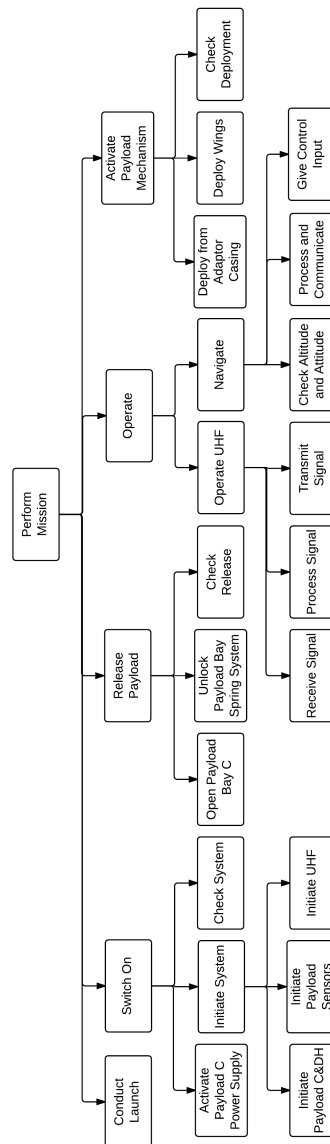 Perform
Mission
Conduct
Launch
Switch On
Release
Payload
Operate
Activate
Payload
Mechanism
Activate
Payload C
Power Supply
Initiate System
Check System
Open Payload
Bay C
Unlock
Payload Bay
Spring System
Check
Release
Operate UHF
Navigate
Deploy from
Adaptor
Casing
Deploy Wings
Check
Deployment
Initiate
Payload C&DH
Initiate
Payload
Sensors
Initiate UHF
Receive Signal
Process Signal
Transmit
Signal
Check Altitude
and Attitude
Process and
Communicate
Give Control
Input